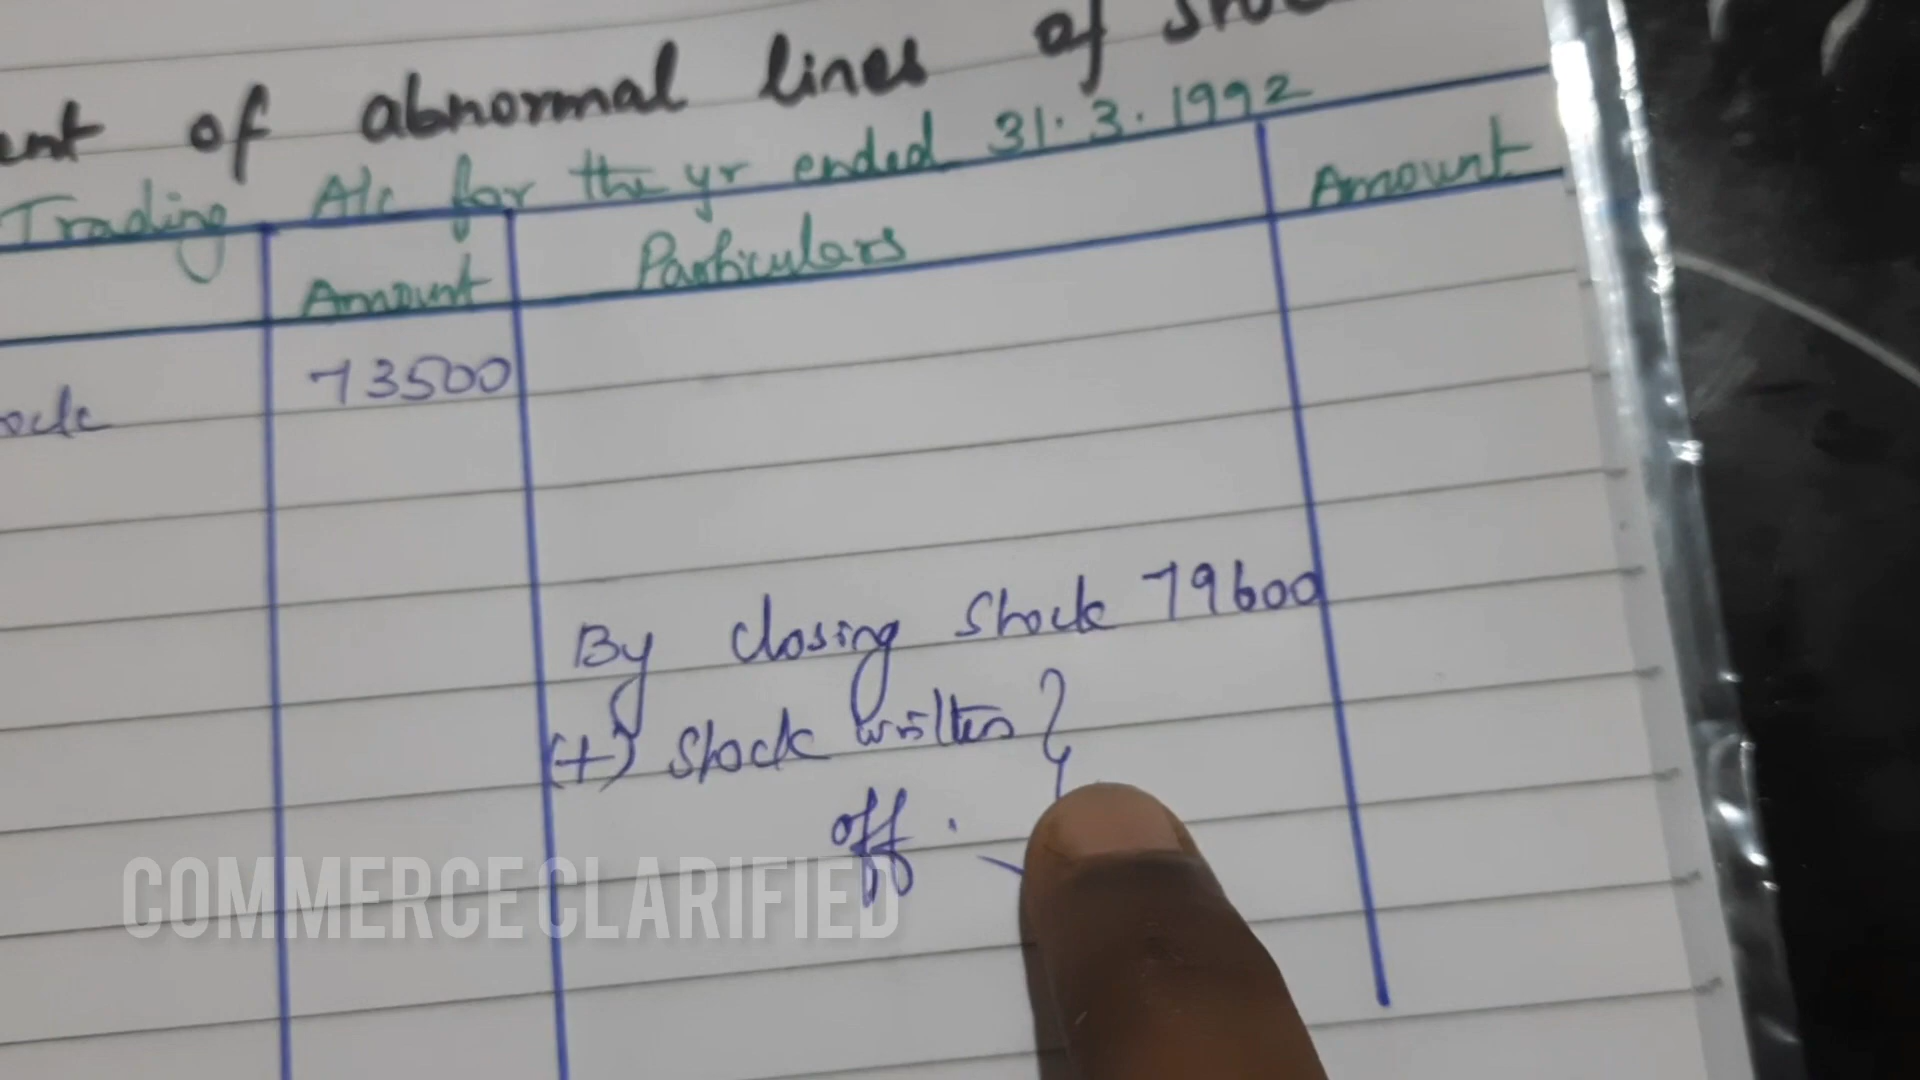 of abnormal lines of
Trading A/c for the yr ended 31.3.1992
Amount Particulars Amount
73500
By closing Stock 79600
(+) Stock written }
off.
COMMERCE CLARIFIED